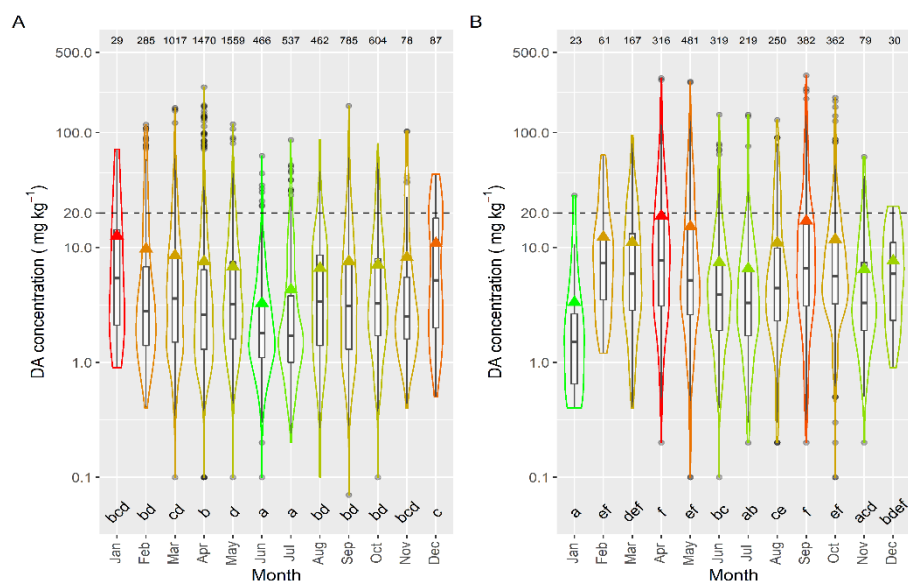 A
29 285 1017 1470 1559 466 537 462 785 604 78 87
500.0
100.0
20.0
10.0
1.0
0.1
DA concentration ( mg kg⁻¹)
bcd bd cd b d a a bd bd bd bcd c
Jan Feb Mar Apr May Jun Jul Aug Sep Oct Nov Dec
Month
B
23 61 167 316 481 319 219 250 382 362 79 30
500.0
100.0
20.0
10.0
1.0
0.1
DA concentration ( mg kg⁻¹)
a ef def f ef bc ab ce f ef acd bdef
Jan Feb Mar Apr May Jun Jul Aug Sep Oct Nov Dec
Month